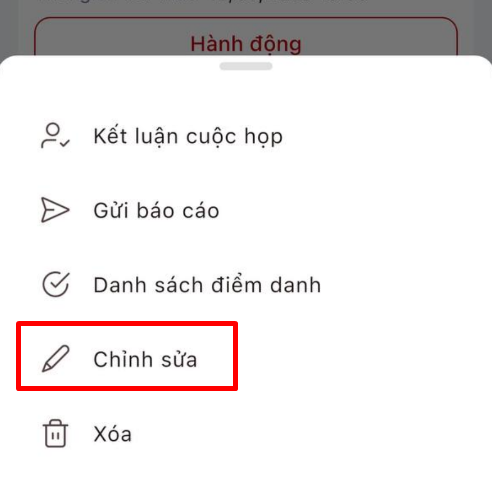 Hành động
Kết luận cuộc họp
Gửi báo cáo
Danh sách điểm danh
Chỉnh sửa
Xóa